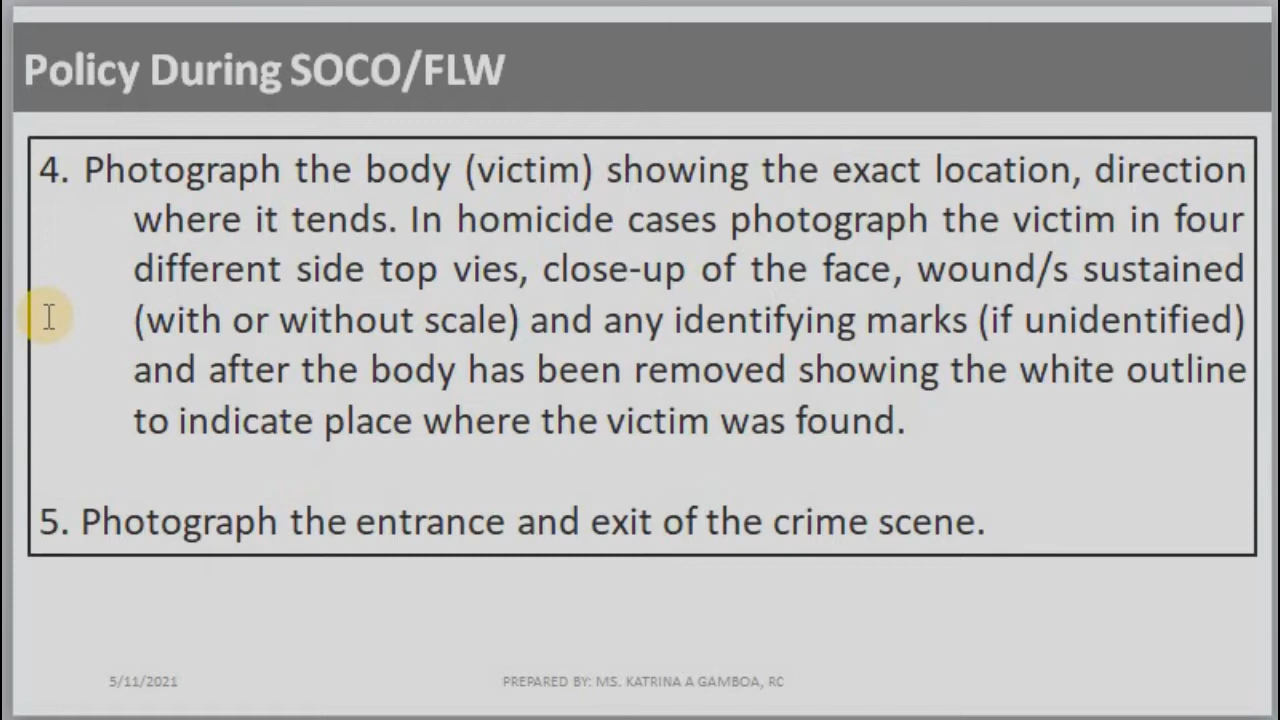 Policy During SOCO/FLW
4. Photograph the body (victim) showing the exact location, direction
where it tends. In homicide cases photograph the victim in four
different side top vies, close-up of the face, wound/s sustained
(with or without scale) and any identifying marks (if unidentified)
and after the body has been removed showing the white outline
to indicate place where the victim was found.
5. Photograph the entrance and exit of the crime scene.
5/11/2021
PREPARED BY: MS. KATRINA A GAMBOA, RC